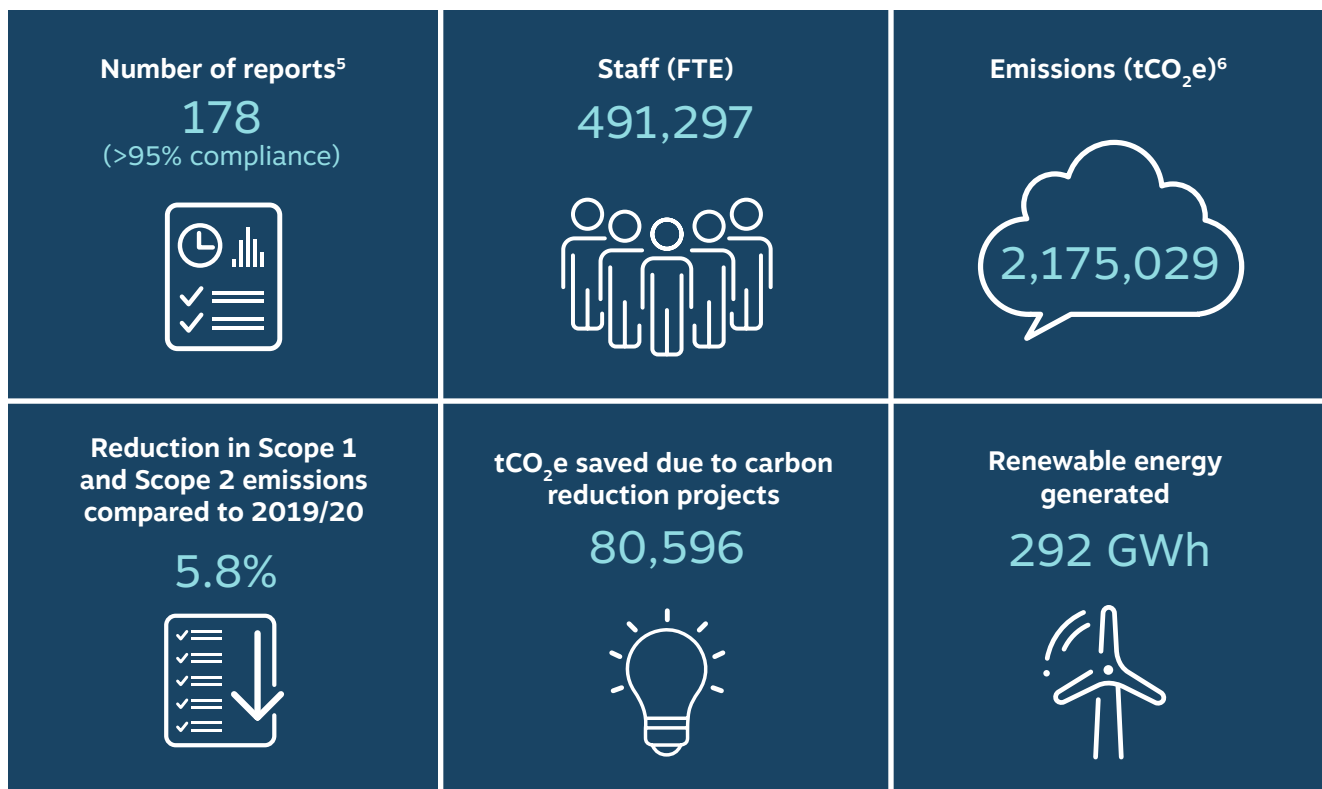 Number of reports⁵
178
(>95% compliance)
Staff (FTE)
491,297
Emissions (tCO₂e)⁶
2,175,029
Reduction in Scope 1
and Scope 2 emissions
compared to 2019/20
5.8%
tCO₂e saved due to carbon
reduction projects
80,596
Renewable energy
generated
292 GWh